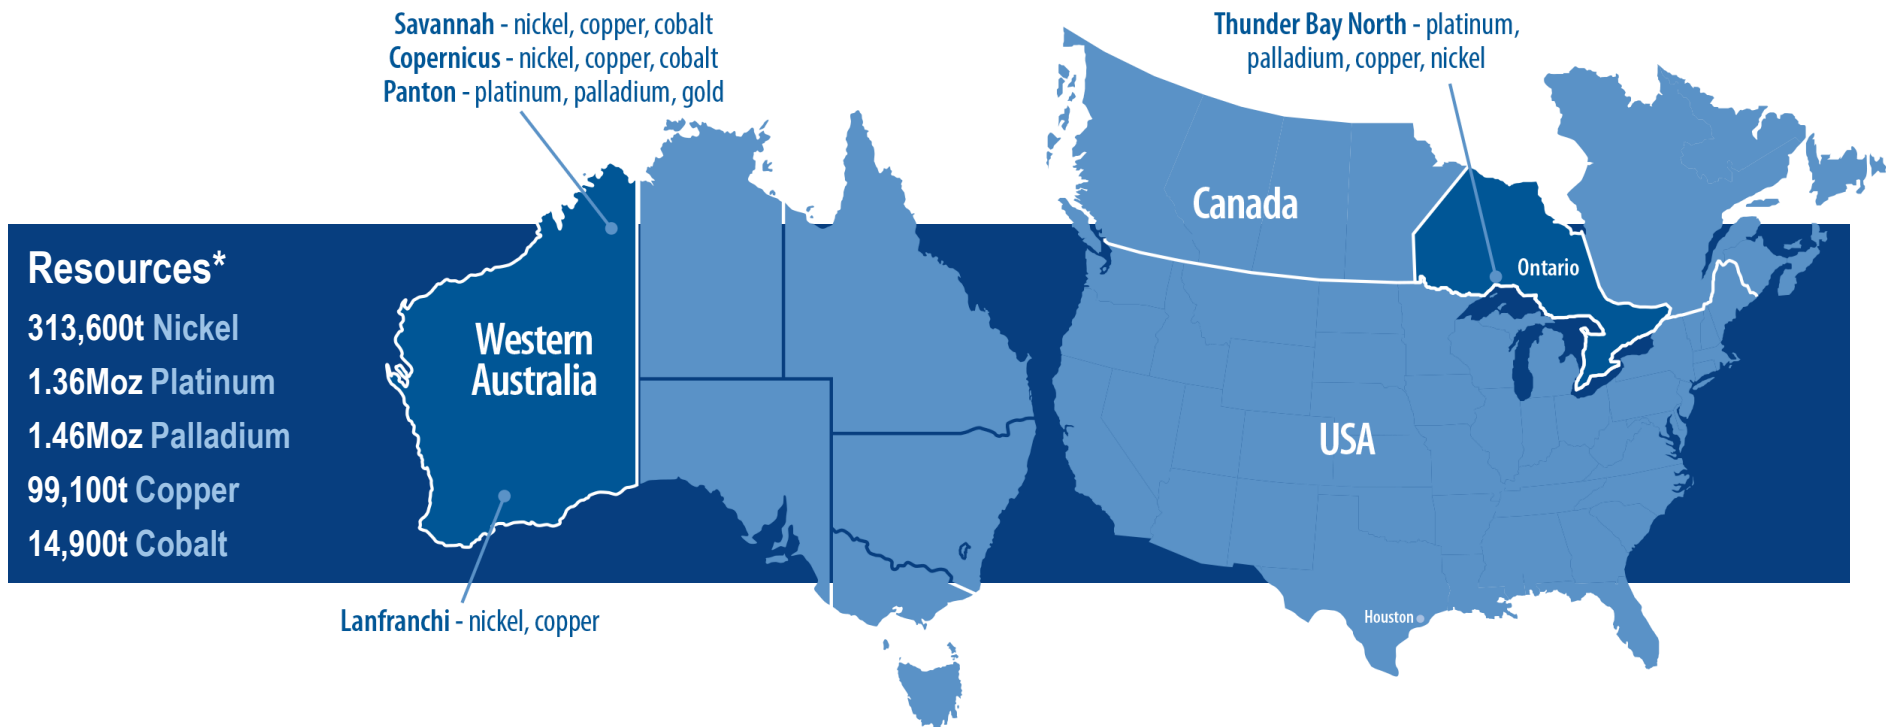 Savannah - nickel, copper, cobalt
Copernicus - nickel, copper, cobalt
Panton - platinum, palladium, gold
Thunder Bay North - platinum,
palladium, copper, nickel
Canada
Ontario
Resources*
313,600t Nickel
1.36Moz Platinum
1.46Moz Palladium
99,100t Copper
14,900t Cobalt
Western
Australia
USA
Houston
Lanfranchi - nickel, copper